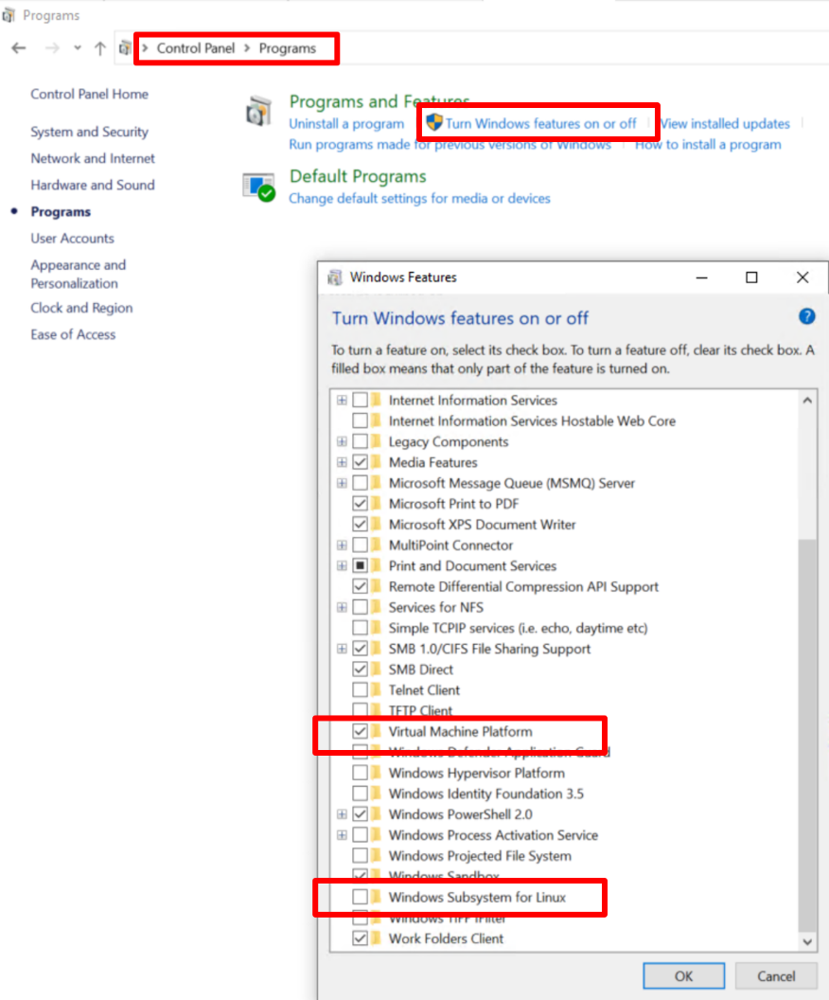 Programs
Control Panel > Programs
Control Panel Home
System and Security
Network and Internet
Hardware and Sound
Programs
User Accounts
Appearance and
Personalization
Clock and Region
Ease of Access
Programs and Features
Uninstall a program
Turn Windows features on or off
View installed updates
Run programs made for previous versions of Windows
How to install a program
Default Programs
Change default settings for media or devices
Windows Features
Turn Windows features on or off
To turn a feature on, select its check box. To turn a feature off, clear its check box. A
filled box means that only part of the feature is turned on.
Internet Information Services
Internet Information Services Hostable Web Core
Legacy Components
Media Features
Microsoft Message Queue (MSMQ) Server
Microsoft Print to PDF
Microsoft XPS Document Writer
MultiPoint Connector
Print and Document Services
Remote Differential Compression API Support
Services for NFS
Simple TCPIP services (i.e. echo, daytime etc)
SMB 1.0/CIFS File Sharing Support
SMB Direct
Telnet Client
TFTP Client
Virtual Machine Platform
Windows Defender Application Guard
Windows Hypervisor Platform
Windows Identity Foundation 3.5
Windows PowerShell 2.0
Windows Process Activation Service
Windows Projected File System
Windows Sandbox
Windows Subsystem for Linux
Windows TIFF IFilter
Work Folders Client
OK
Cancel